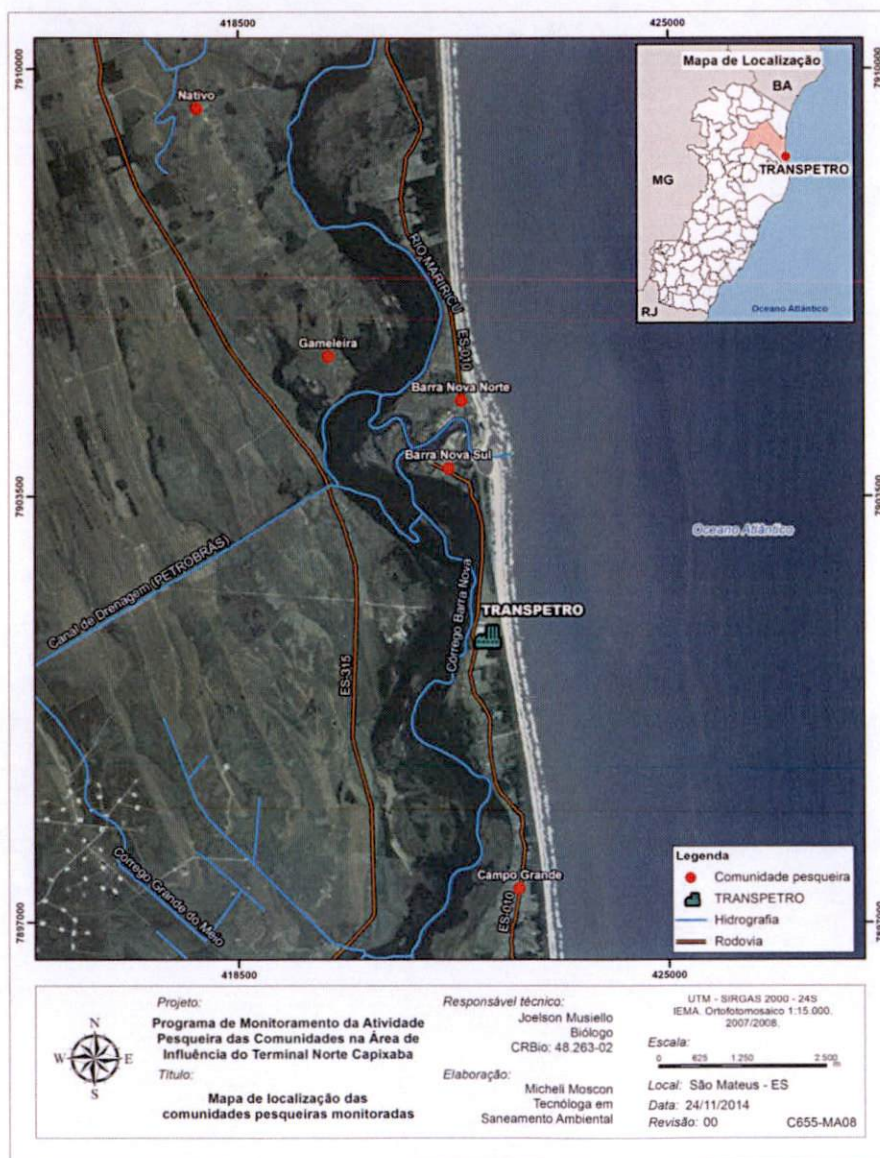 418500
425000
7910000
7910000
Mapa de Localização
BA
MG
TRANSPETRO
RJ
Oceano Atlântico
Nativo
RIO MARIRICU
Gameleira
ES-010
Barra Nova Norte
Barra Nova Sul
7903500
7903500
Oceano Atlântico
Canal de Drenagem (PETROBRÁS)
Córrego Barra Nova
TRANSPETRO
ES-315
Córrego Grande do Meio
Campo Grande
ES-010
Legenda
Comunidade pesqueira
TRANSPETRO
Hidrografia
Rodovia
7897000
7897000
418500
425000
N
W E
S
Projeto:
Programa de Monitoramento da Atividade
Pesqueira das Comunidades na Área de
Influência do Terminal Norte Capixaba
Título:
Mapa de localização das
comunidades pesqueiras monitoradas
Responsável técnico:
Joelson Musiello
Biólogo
CRBio: 48.263-02
Elaboração:
Micheli Moscon
Tecnóloga em
Saneamento Ambiental
UTM - SIRGAS 2000 - 24S
IEMA. Ortofotomosaico 1:15.000.
2007/2008.
Escala:
0 625 1.250 2.500
m
Local: São Mateus - ES
Data: 24/11/2014
Revisão: 00 C655-MA08